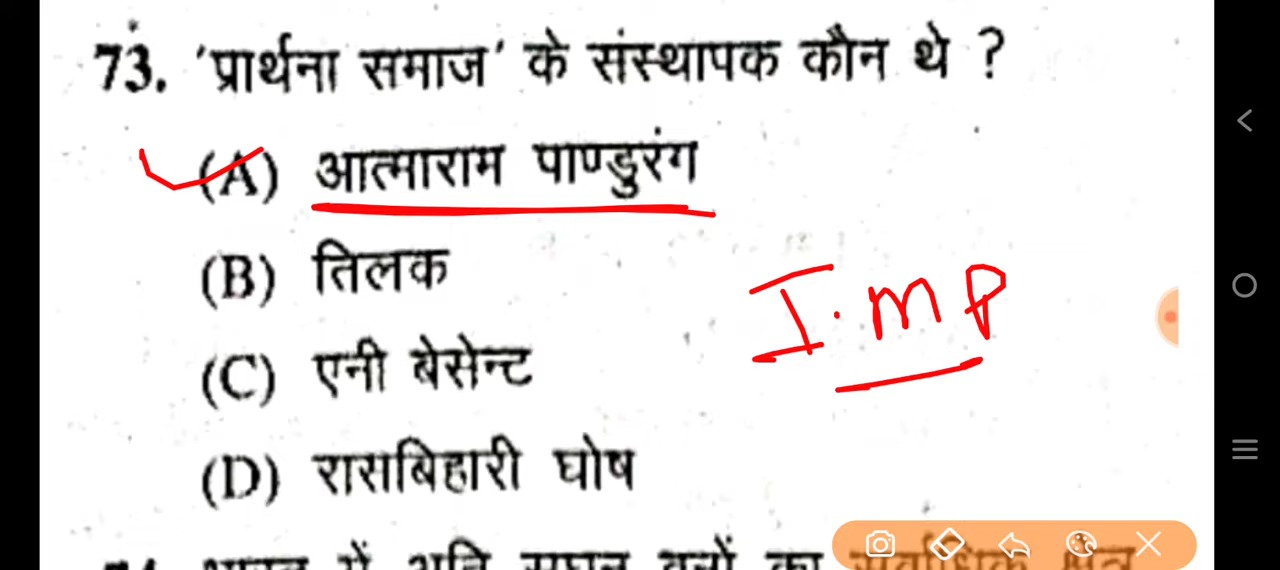 73. 'प्रार्थना समाज' के संस्थापक कौन थे ?
(A) आत्माराम पाण्डुरंग
(B) तिलक
I.mp
(C) एनी बेसेन्ट
(D) रासबिहारी घोष